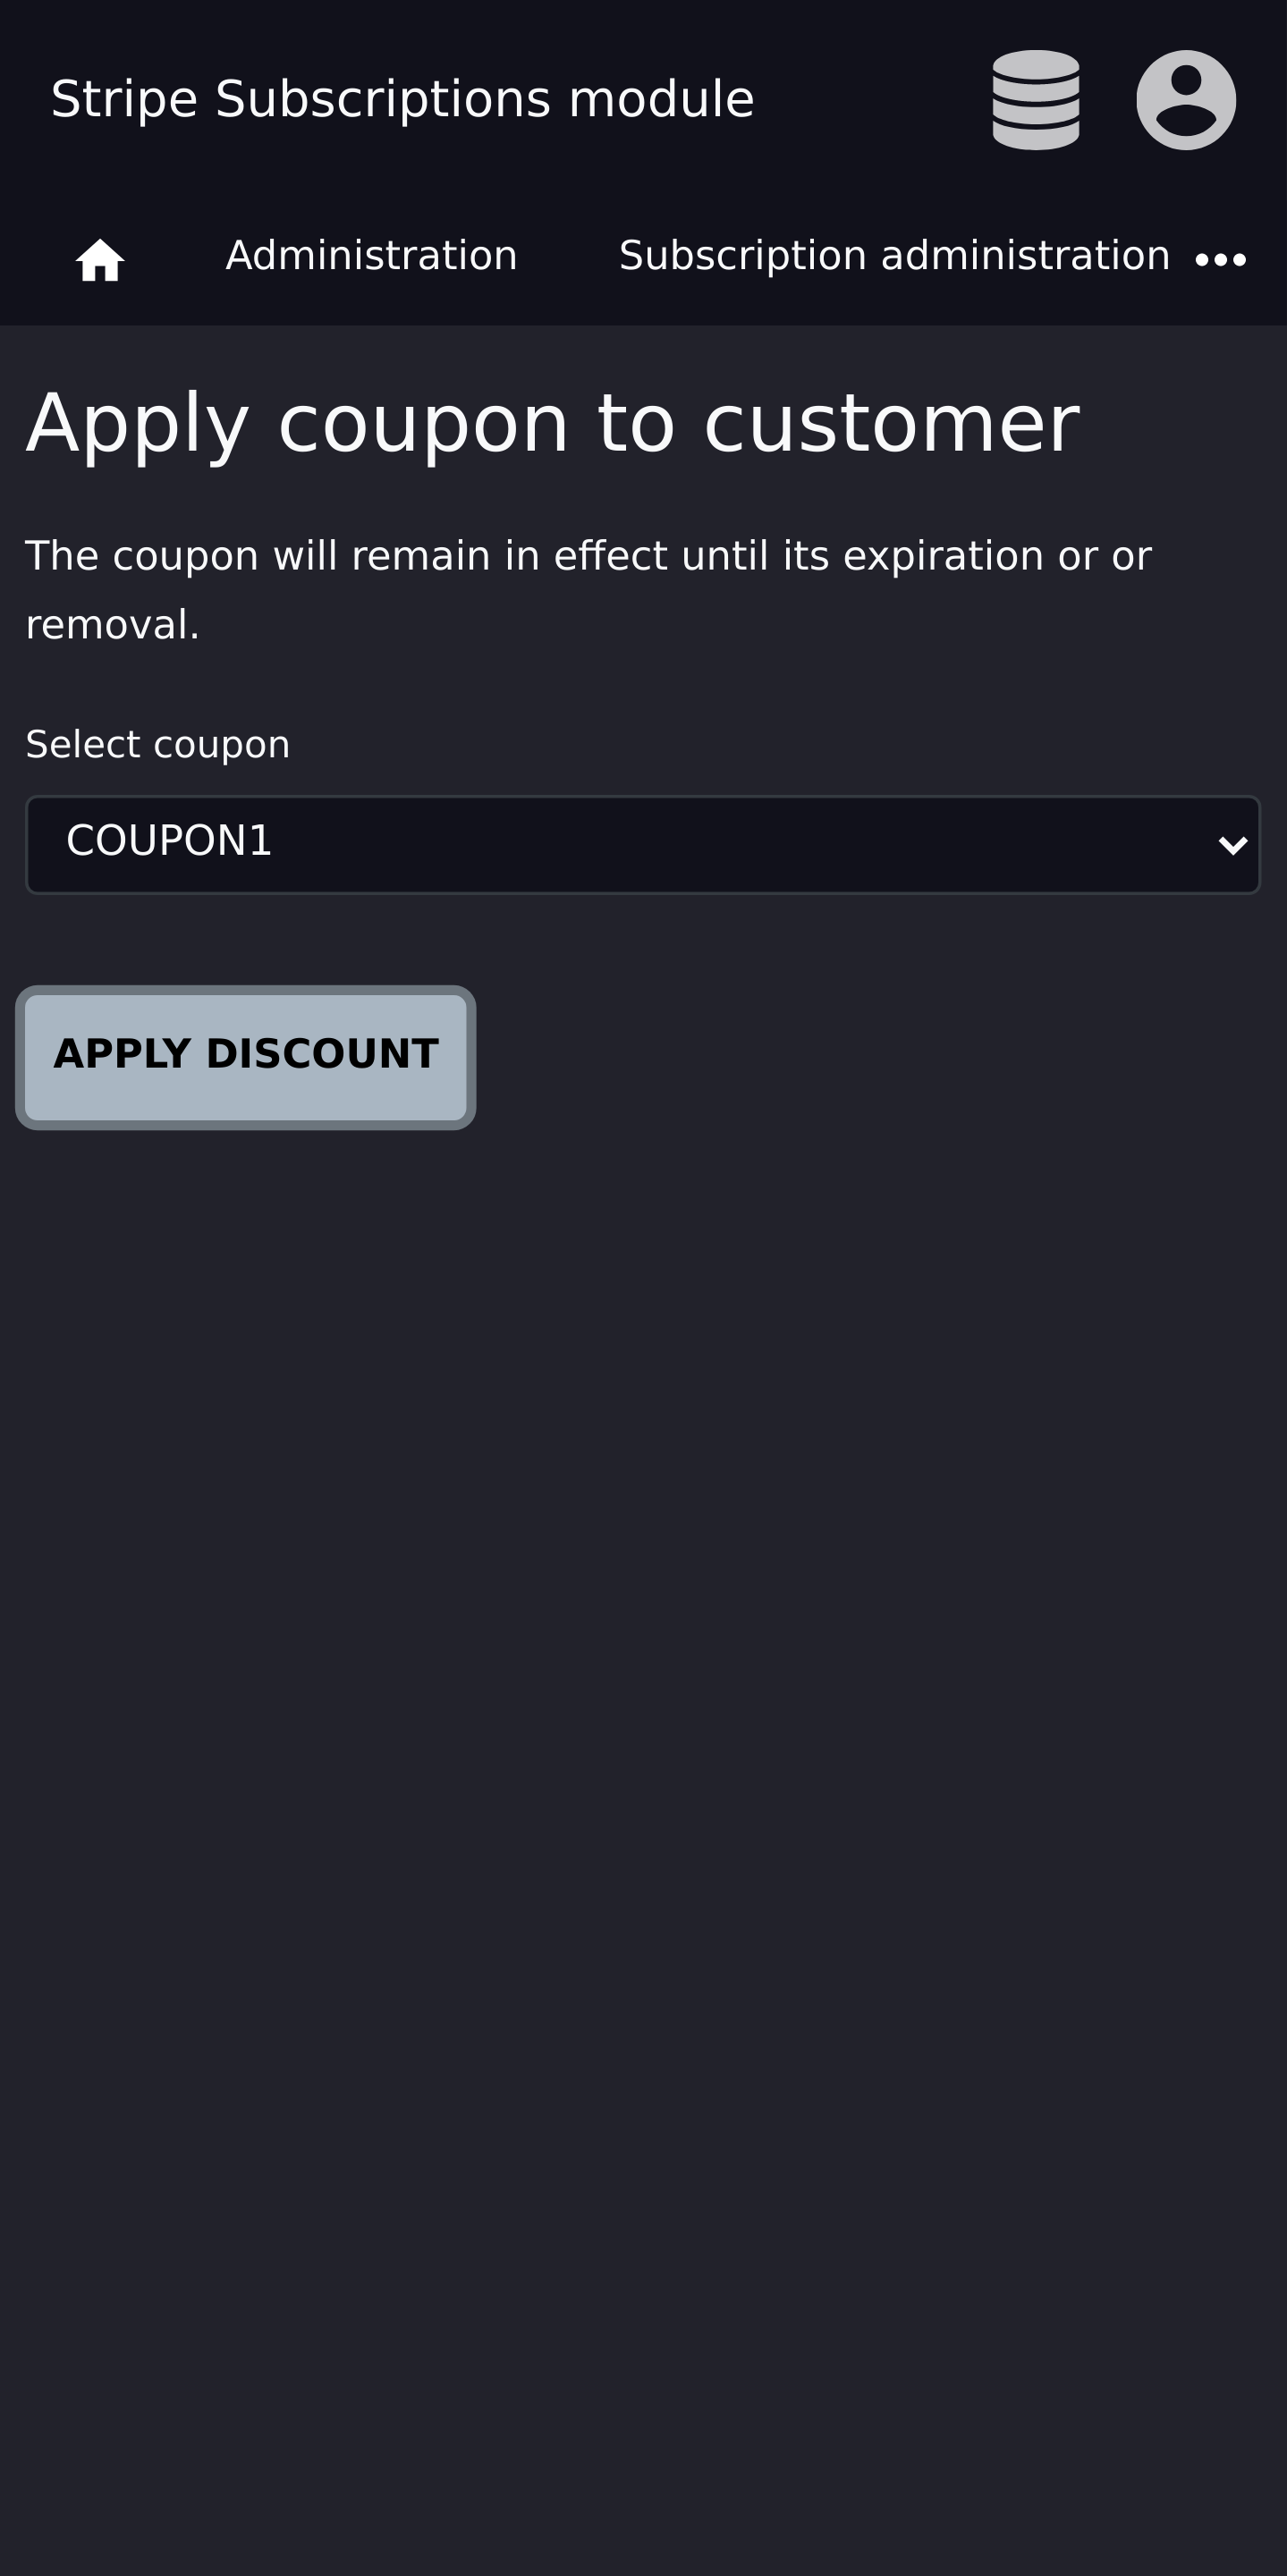 Stripe Subscriptions module
Administration
Subscription administration
Apply coupon to customer
The coupon will remain in effect until its expiration or or
removal.
Select coupon
COUPON1
APPLY DISCOUNT